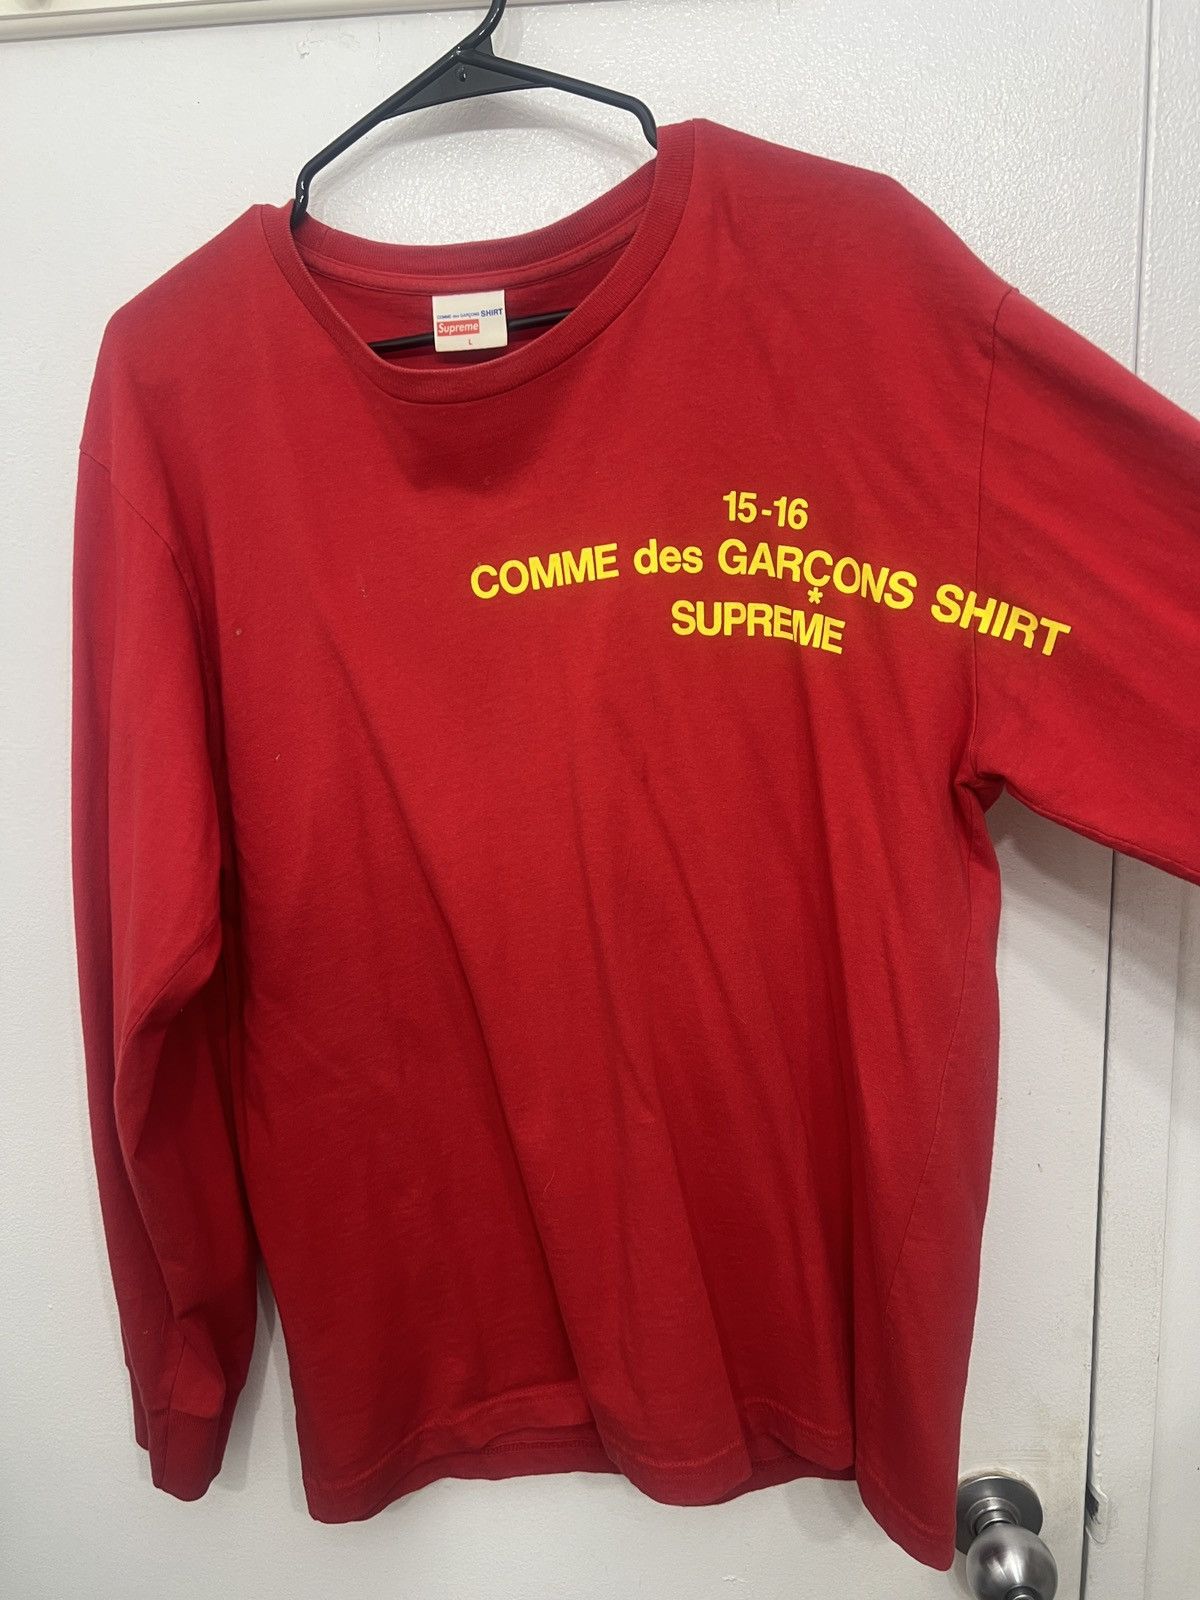 COMME des GARÇONS SHIRT
Supreme
L
15-16
COMME des GARÇONS SHIRT
*
SUPREME